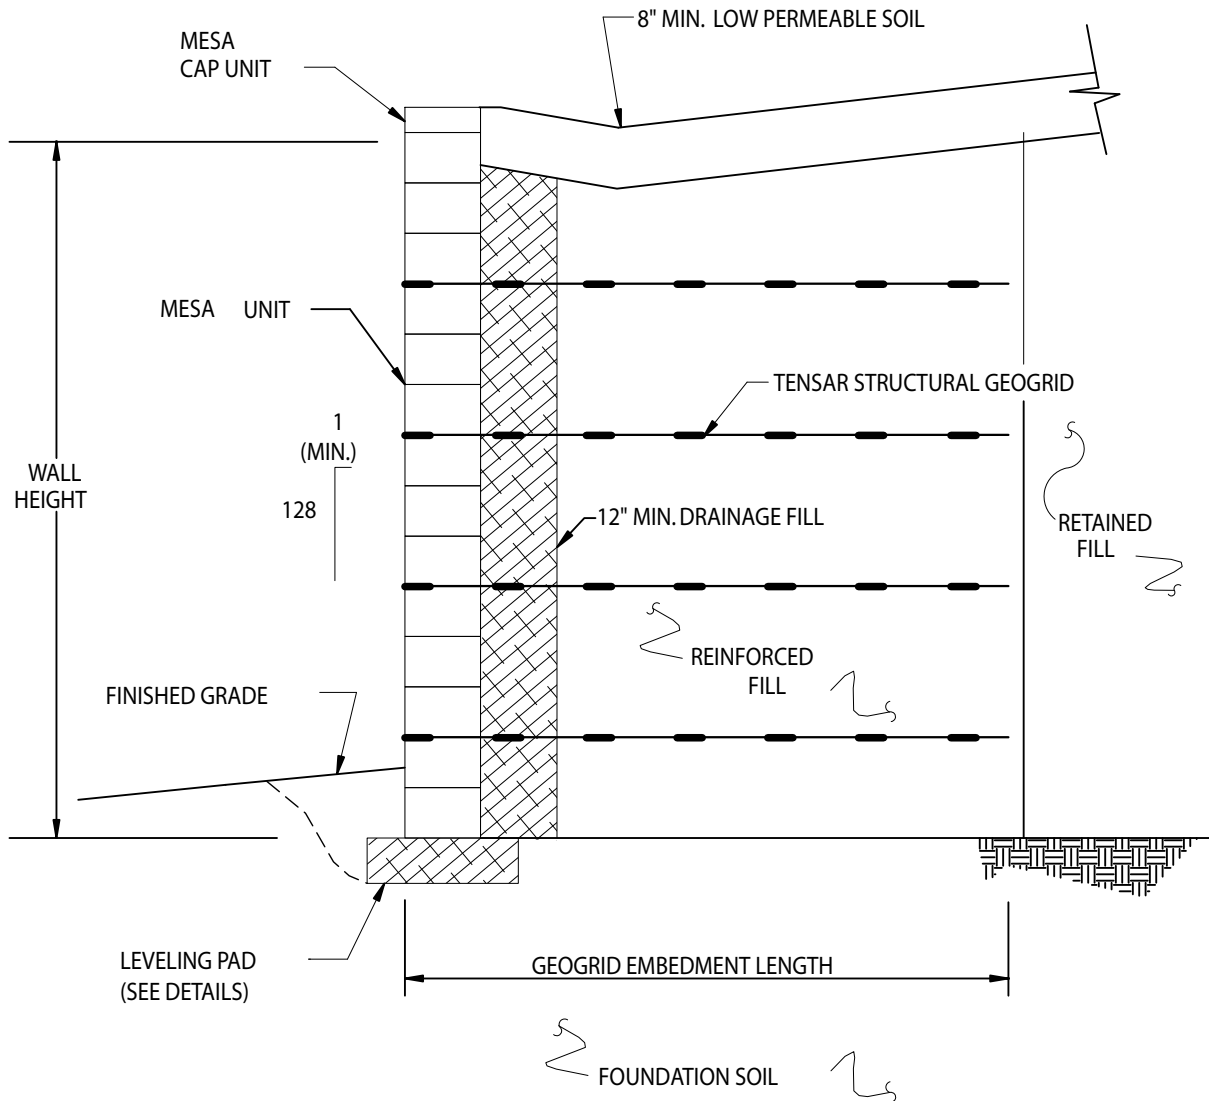 8" MIN. LOW PERMEABLE SOIL
MESA
CAP UNIT
MESA UNIT
TENSAR STRUCTURAL GEOGRID
1
(MIN.)
128
WALL
HEIGHT
12" MIN. DRAINAGE FILL
RETAINED
FILL
REINFORCED
FILL
FINISHED GRADE
LEVELING PAD
(SEE DETAILS)
GEOGRID EMBEDMENT LENGTH
FOUNDATION SOIL